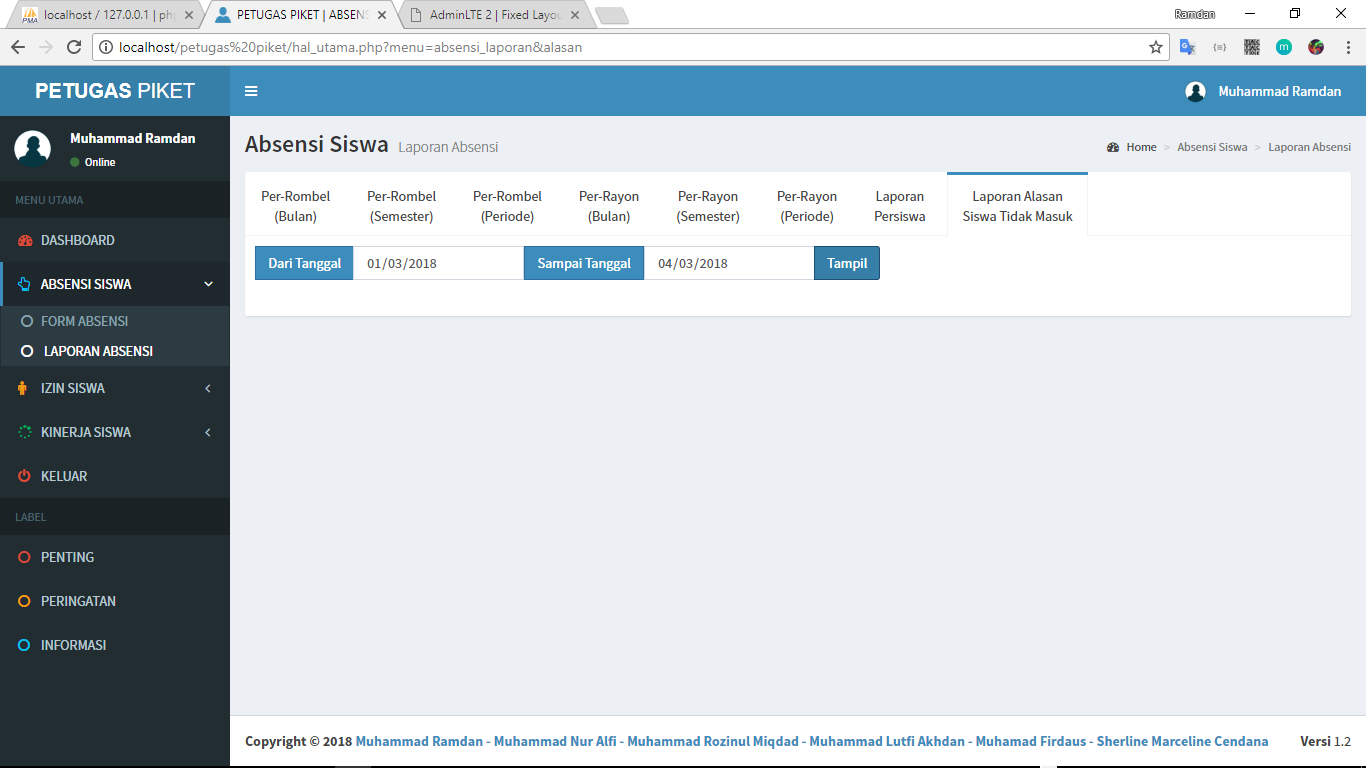 localhost / 127.0.0.1 | ph
PETUGAS PIKET | ABSEN
AdminLTE 2 | Fixed Layou
Ramdan
localhost/petugas%20piket/hal_utama.php?menu=absensi_laporan&alasan
PETUGAS PIKET
Muhammad Ramdan
Muhammad Ramdan
Online
MENU UTAMA
DASHBOARD
ABSENSI SISWA
FORM ABSENSI
LAPORAN ABSENSI
IZIN SISWA
KINERJA SISWA
KELUAR
LABEL
PENTING
PERINGATAN
INFORMASI
Absensi Siswa Laporan Absensi
Home > Absensi Siswa > Laporan Absensi
Per-Rombel
(Bulan)
Per-Rombel
(Semester)
Per-Rombel
(Periode)
Per-Rayon
(Bulan)
Per-Rayon
(Semester)
Per-Rayon
(Periode)
Laporan
Persiswa
Laporan Alasan
Siswa Tidak Masuk
Dari Tanggal 01/03/2018 Sampai Tanggal 04/03/2018 Tampil
Copyright © 2018 Muhammad Ramdan - Muhammad Nur Alfi - Muhammad Rozinul Miqdad - Muhammad Lutfi Akhdan - Muhamad Firdaus - Sherline Marceline Cendana
Versi 1.2